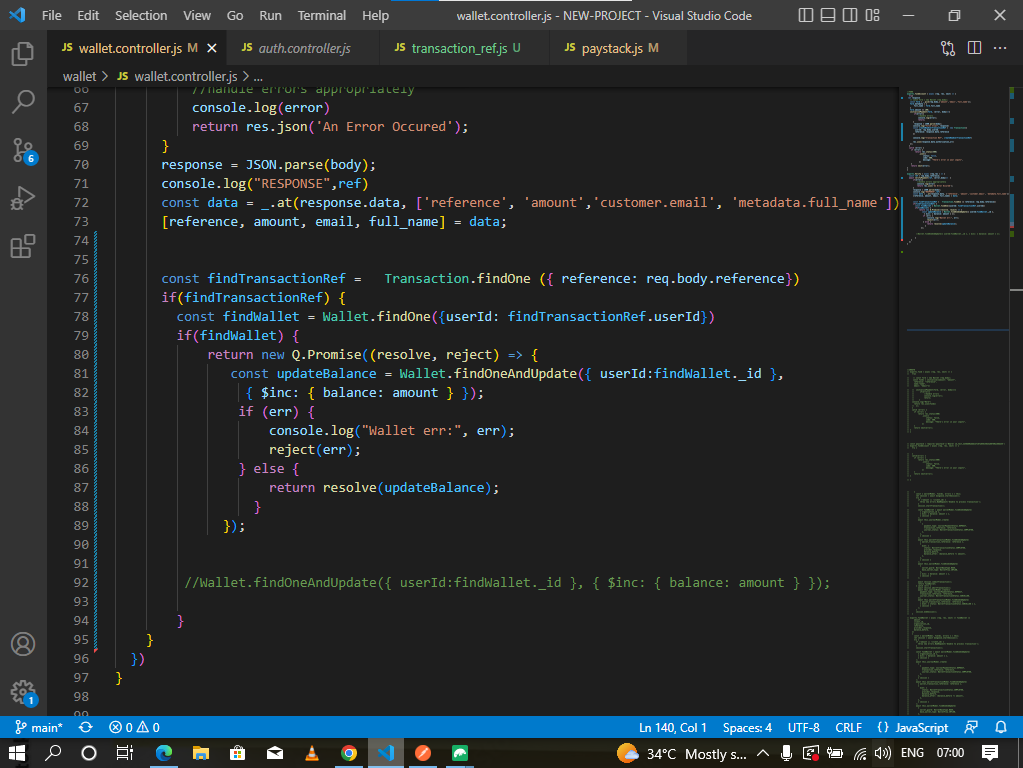 File Edit Selection View Go Run Terminal Help wallet.controller.js - NEW-PROJECT - Visual Studio Code
JS wallet.controller.js M JS auth.controller.js JS transaction_ref.js U JS paystack.js M
wallet > JS wallet.controller.js > ...
66 //handle errors appropriately
67 console.log(error)
68 return res.json('An Error Occured');
69 }
70 response = JSON.parse(body);
71 console.log("RESPONSE",ref)
72 const data = _.at(response.data, ['reference', 'amount','customer.email', 'metadata.full_name'])
73 [reference, amount, email, full_name] = data;
74
75
76 const findTransactionRef = Transaction.findOne ({ reference: req.body.reference})
77 if(findTransactionRef) {
78 const findWallet = Wallet.findOne({userId: findTransactionRef.userId})
79 if(findWallet) {
80 return new Q.Promise((resolve, reject) => {
81 const updateBalance = Wallet.findOneAndUpdate({ userId:findWallet._id },
82 { $inc: { balance: amount } });
83 if (err) {
84 console.log("Wallet err:", err);
85 reject(err);
86 } else {
87 return resolve(updateBalance);
88 }
89 });
90
91
92 //Wallet.findOneAndUpdate({ userId:findWallet._id }, { $inc: { balance: amount } });
93
94 }
95 }
96 })
97 }
98
99
6
1
main* 0 0 Ln 140, Col 1 Spaces: 4 UTF-8 CRLF { } JavaScript
34°C Mostly s... ENG 07:00